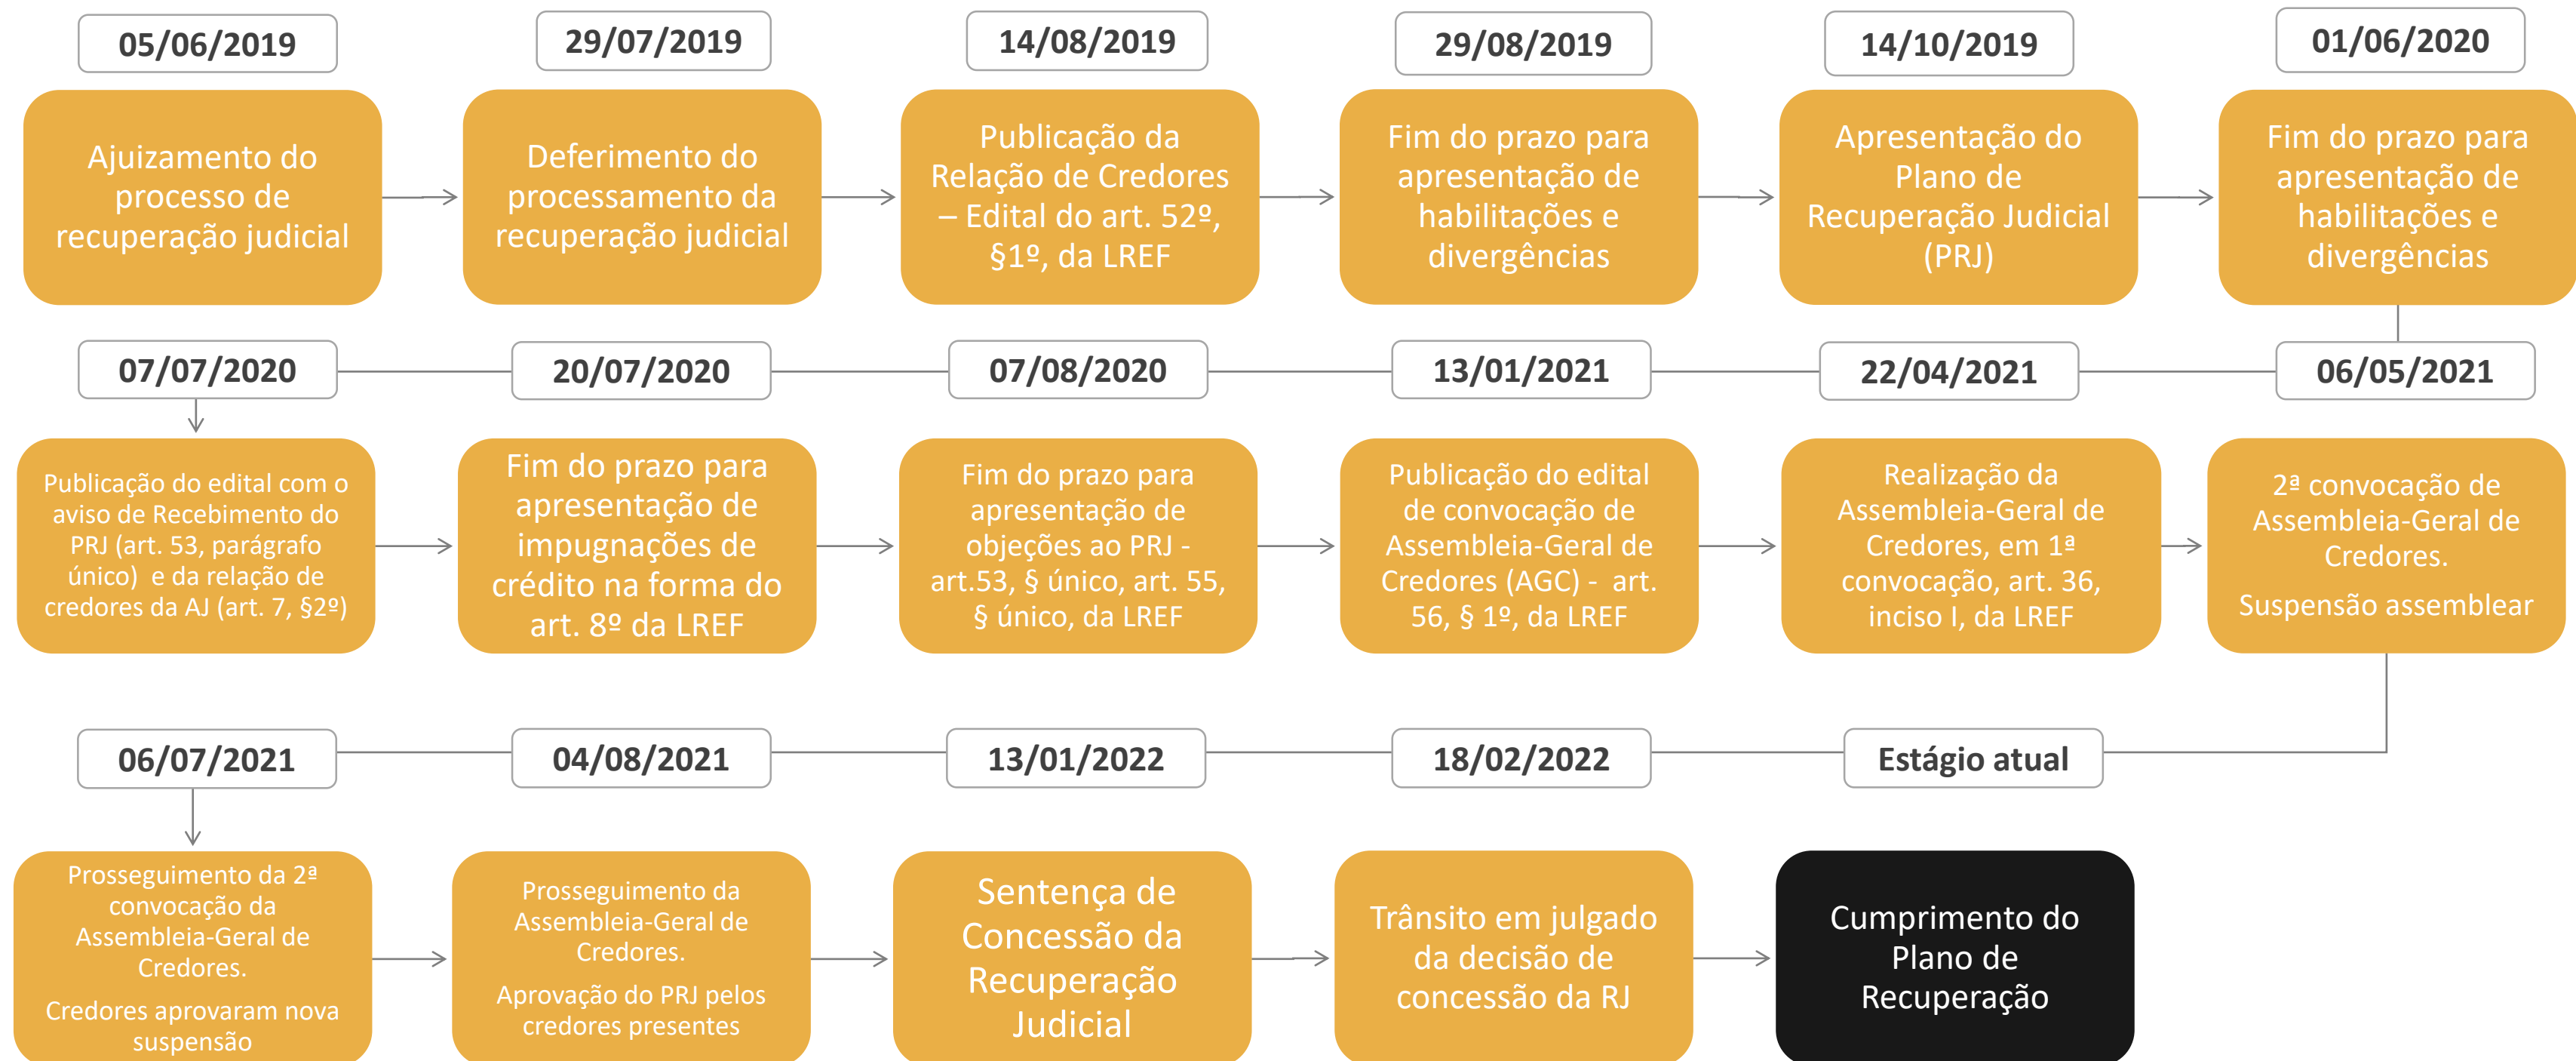 05/06/2019
29/07/2019
14/08/2019
29/08/2019
14/10/2019
01/06/2020
Ajuizamento do
processo de
recuperação judicial
Deferimento do
processamento da
recuperação judicial
Publicação da
Relação de Credores
– Edital do art. 52º,
§1º, da LREF
Fim do prazo para
apresentação de
habilitações e
divergências
Apresentação do
Plano de
Recuperação Judicial
(PRJ)
Fim do prazo para
apresentação de
habilitações e
divergências
07/07/2020
20/07/2020
07/08/2020
13/01/2021
22/04/2021
06/05/2021
Publicação do edital com o
aviso de Recebimento do
PRJ (art. 53, parágrafo
único) e da relação de
credores da AJ (art. 7, §2º)
Fim do prazo para
apresentação de
impugnações de
crédito na forma do
art. 8º da LREF
Fim do prazo para
apresentação de
objeções ao PRJ -
art.53, § único, art. 55,
§ único, da LREF
Publicação do edital
de convocação de
Assembleia-Geral de
Credores (AGC) - art.
56, § 1º, da LREF
Realização da
Assembleia-Geral de
Credores, em 1ª
convocação, art. 36,
inciso I, da LREF
2ª convocação de
Assembleia-Geral de
Credores.
Suspensão assemblear
06/07/2021
04/08/2021
13/01/2022
18/02/2022
Estágio atual
Prosseguimento da 2ª
convocação da
Assembleia-Geral de
Credores.
Credores aprovaram nova
suspensão
Prosseguimento da
Assembleia-Geral de
Credores.
Aprovação do PRJ pelos
credores presentes
Sentença de
Concessão da
Recuperação
Judicial
Trânsito em julgado
da decisão de
concessão da RJ
Cumprimento do
Plano de
Recuperação